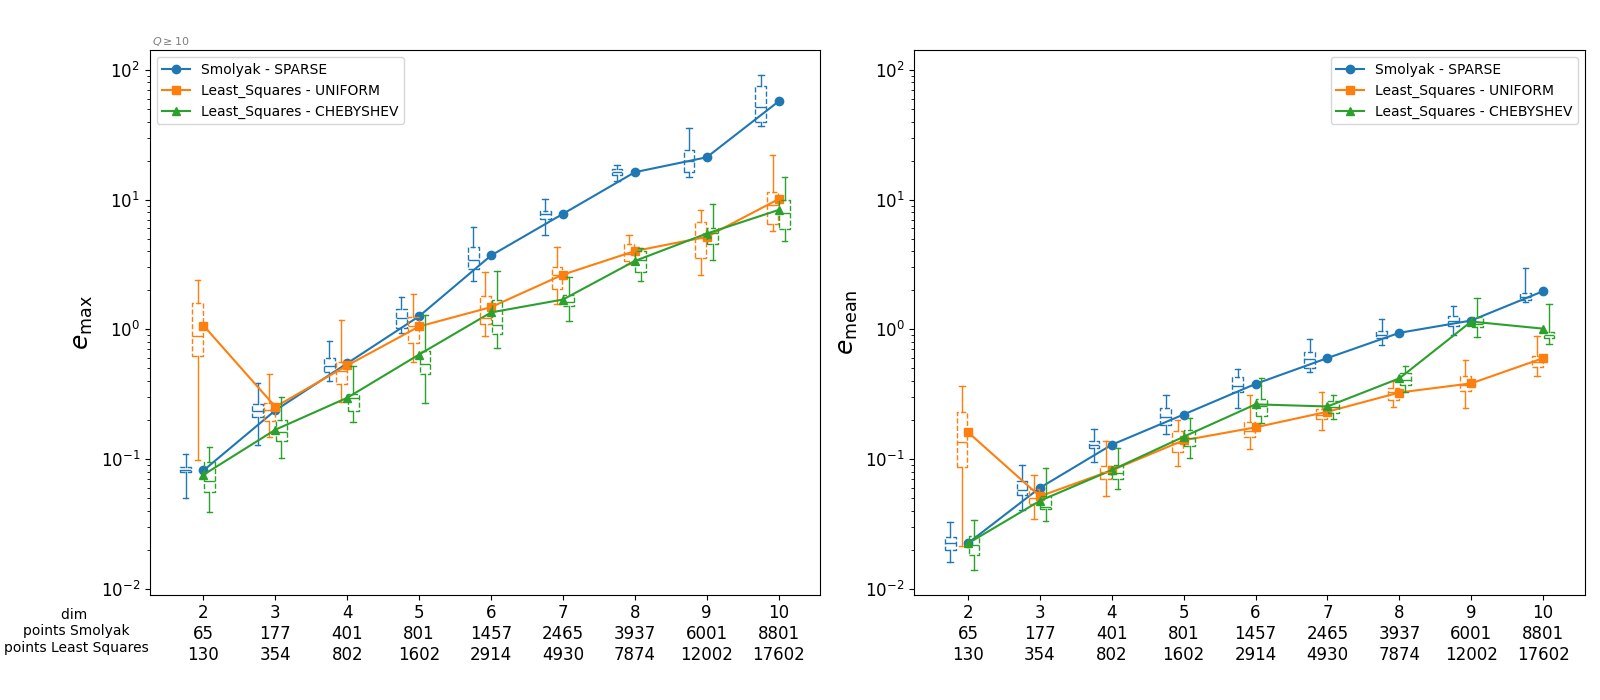 Q ≥ 10
Smolyak - SPARSE
Least_Squares - UNIFORM
Least_Squares - CHEBYSHEV
10²
10¹
10⁰
10⁻¹
10⁻²
e_max
dim
points Smolyak
points Least Squares
2 3 4 5 6 7 8 9 10
65 177 401 801 1457 2465 3937 6001 8801
130 354 802 1602 2914 4930 7874 12002 17602
Smolyak - SPARSE
Least_Squares - UNIFORM
Least_Squares - CHEBYSHEV
10²
10¹
10⁰
10⁻¹
10⁻²
e_mean
2 3 4 5 6 7 8 9 10
65 177 401 801 1457 2465 3937 6001 8801
130 354 802 1602 2914 4930 7874 12002 17602